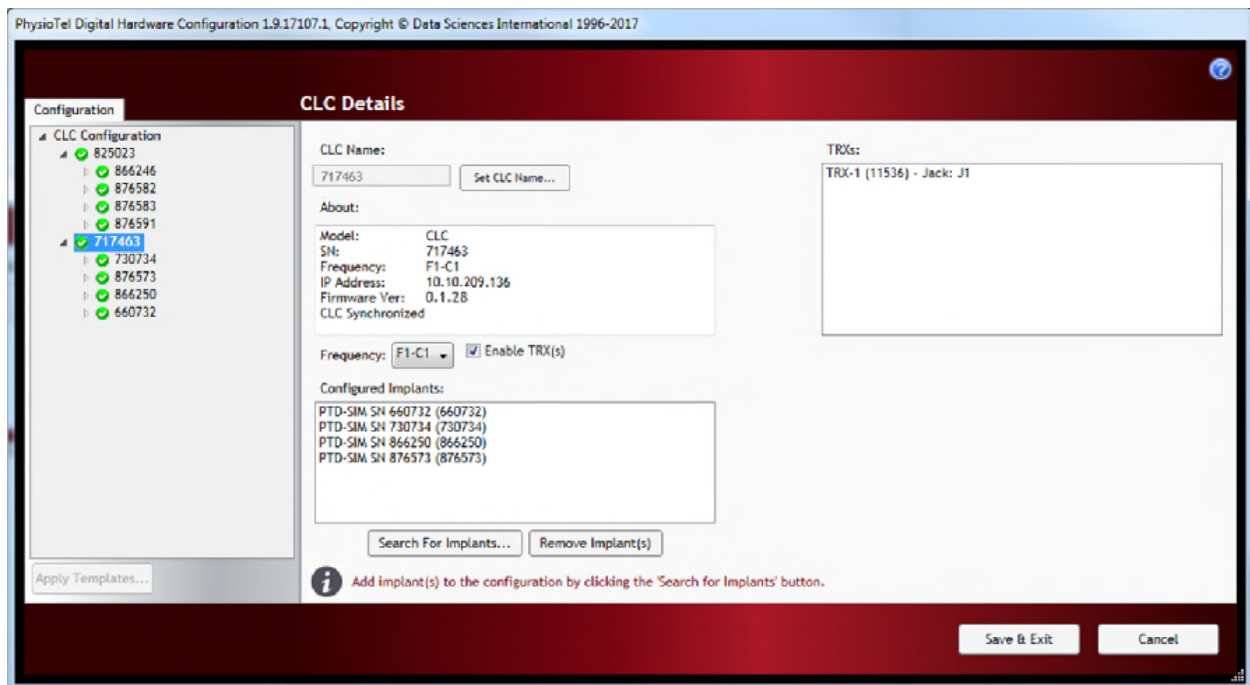 PhysioTel Digital Hardware Configuration 1.9.17107.1, Copyright © Data Sciences International 1996-2017
Configuration
CLC Configuration
825023
866246
876582
876583
876591
717463
730734
876573
866250
660732
Apply Templates...
CLC Details
CLC Name:
717463
Set CLC Name...
About:
Model: CLC
SN: 717463
Frequency: F1-C1
IP Address: 10.10.209.136
Firmware Ver: 0.1.28
CLC Synchronized
Frequency: F1-C1 Enable TRX(s)
Configured Implants:
PTD-SIM SN 660732 (660732)
PTD-SIM SN 730734 (730734)
PTD-SIM SN 866250 (866250)
PTD-SIM SN 876573 (876573)
Search For Implants... Remove Implant(s)
Add implant(s) to the configuration by clicking the 'Search for Implants' button.
TRXs:
TRX-1 (11536) - Jack: J1
Save & Exit Cancel